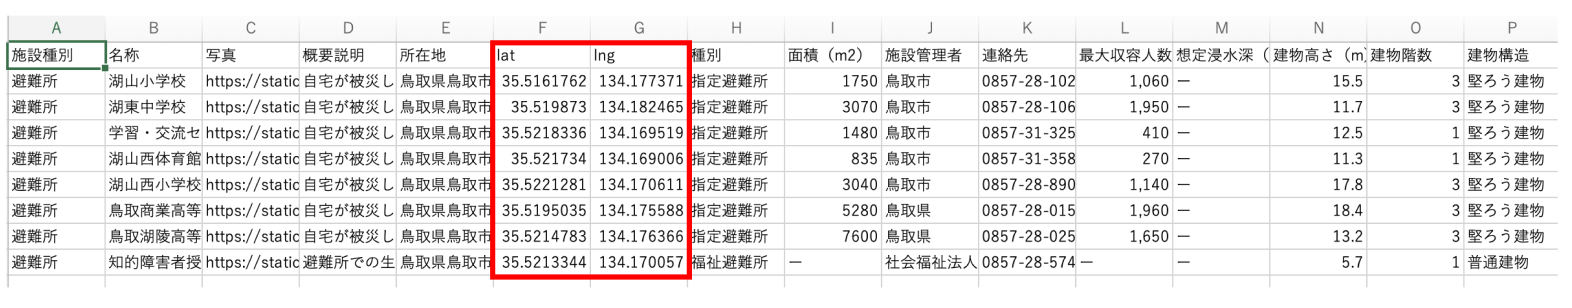 A B C D E F G H I J K L M N O P
施設種別 名称 写真 概要説明 所在地 lat lng 種別 面積（m2） 施設管理者 連絡先 最大収容人数 想定浸水深（ 建物高さ（m） 建物階数 建物構造
避難所 湖山小学校 https://static 自宅が被災し 鳥取県鳥取市 35.5161762 134.177371 指定避難所 1750 鳥取市 0857-28-102 1,060 ー 15.5 3 堅ろう建物
避難所 湖東中学校 https://static 自宅が被災し 鳥取県鳥取市 35.519873 134.182465 指定避難所 3070 鳥取市 0857-28-106 1,950 ー 11.7 3 堅ろう建物
避難所 学習・交流セ https://static 自宅が被災し 鳥取県鳥取市 35.5218336 134.169519 指定避難所 1480 鳥取市 0857-31-325 410 ー 12.5 1 堅ろう建物
避難所 湖山西体育館 https://static 自宅が被災し 鳥取県鳥取市 35.521734 134.169006 指定避難所 835 鳥取市 0857-31-358 270 ー 11.3 1 堅ろう建物
避難所 湖山西小学校 https://static 自宅が被災し 鳥取県鳥取市 35.5221281 134.170611 指定避難所 3040 鳥取市 0857-28-890 1,140 ー 17.8 3 堅ろう建物
避難所 鳥取商業高等 https://static 自宅が被災し 鳥取県鳥取市 35.5195035 134.175588 指定避難所 5280 鳥取県 0857-28-015 1,960 ー 18.4 3 堅ろう建物
避難所 鳥取湖陵高等 https://static 自宅が被災し 鳥取県鳥取市 35.5214783 134.176366 指定避難所 7600 鳥取県 0857-28-025 1,650 ー 13.2 3 堅ろう建物
避難所 知的障害者授 https://static 避難所での生 鳥取県鳥取市 35.5213344 134.170057 福祉避難所 ー 社会福祉法人 0857-28-574 ー ー 5.7 1 普通建物